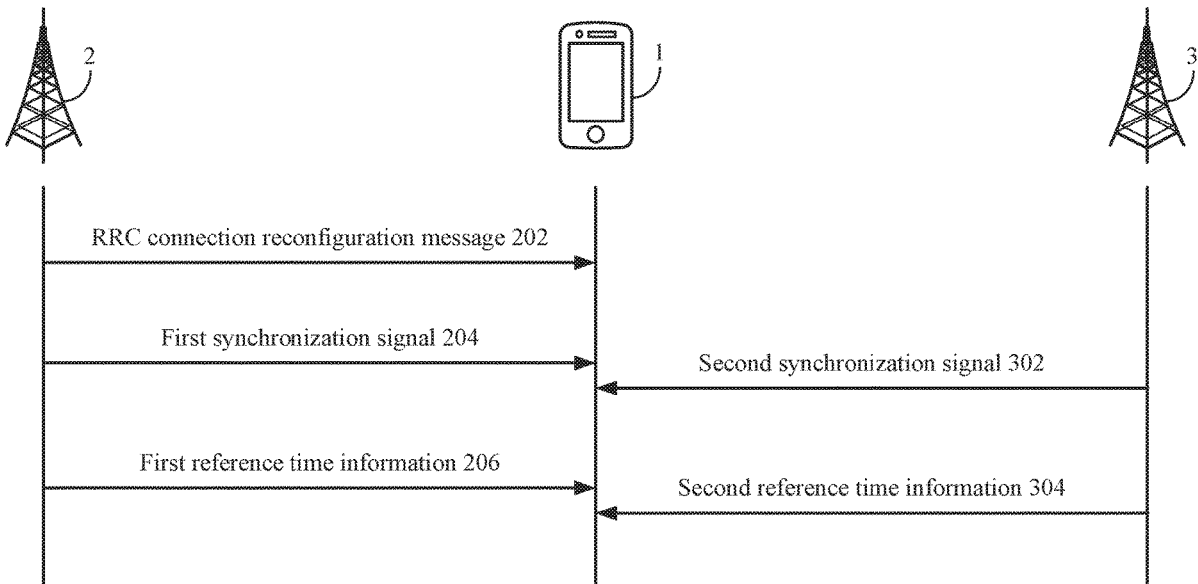 2
1
3
RRC connection reconfiguration message 202
First synchronization signal 204
Second synchronization signal 302
First reference time information 206
Second reference time information 304